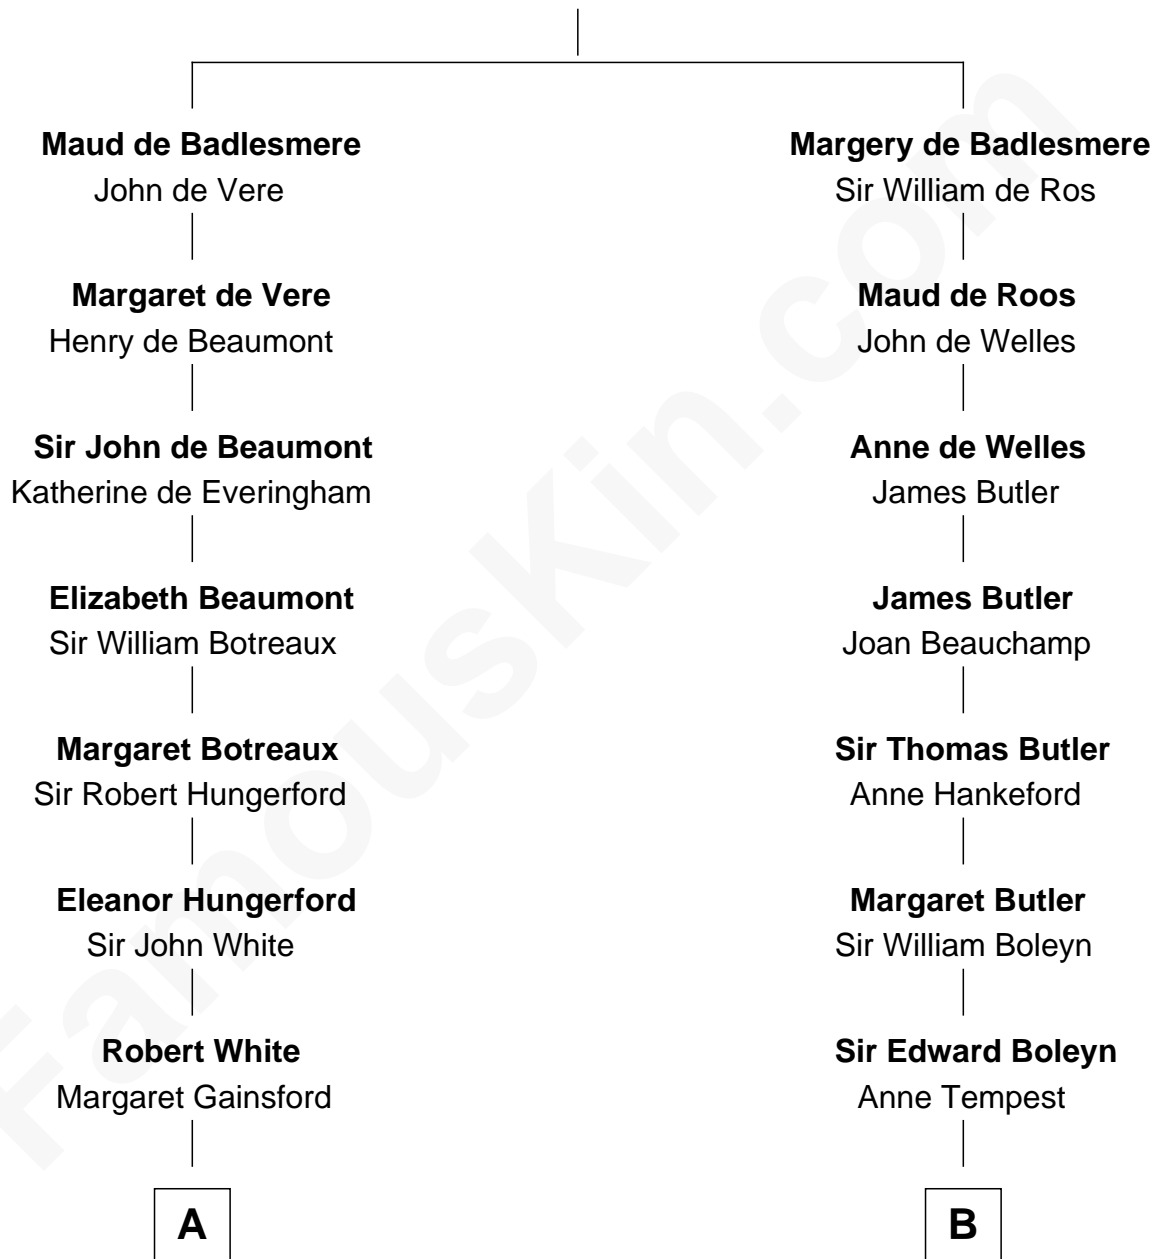 Maud de Badlesmere
John de Vere
Margaret de Vere
Henry de Beaumont
Sir John de Beaumont
Katherine de Everingham
Elizabeth Beaumont
Sir William Botreaux
Margaret Botreaux
Sir Robert Hungerford
Eleanor Hungerford
Sir John White
Robert White
Margaret Gainsford
A
Margery de Badlesmere
Sir William de Ros
Maud de Roos
John de Welles
Anne de Welles
James Butler
James Butler
Joan Beauchamp
Sir Thomas Butler
Anne Hankeford
Margaret Butler
Sir William Boleyn
Sir Edward Boleyn
Anne Tempest
B
FamousKin.com